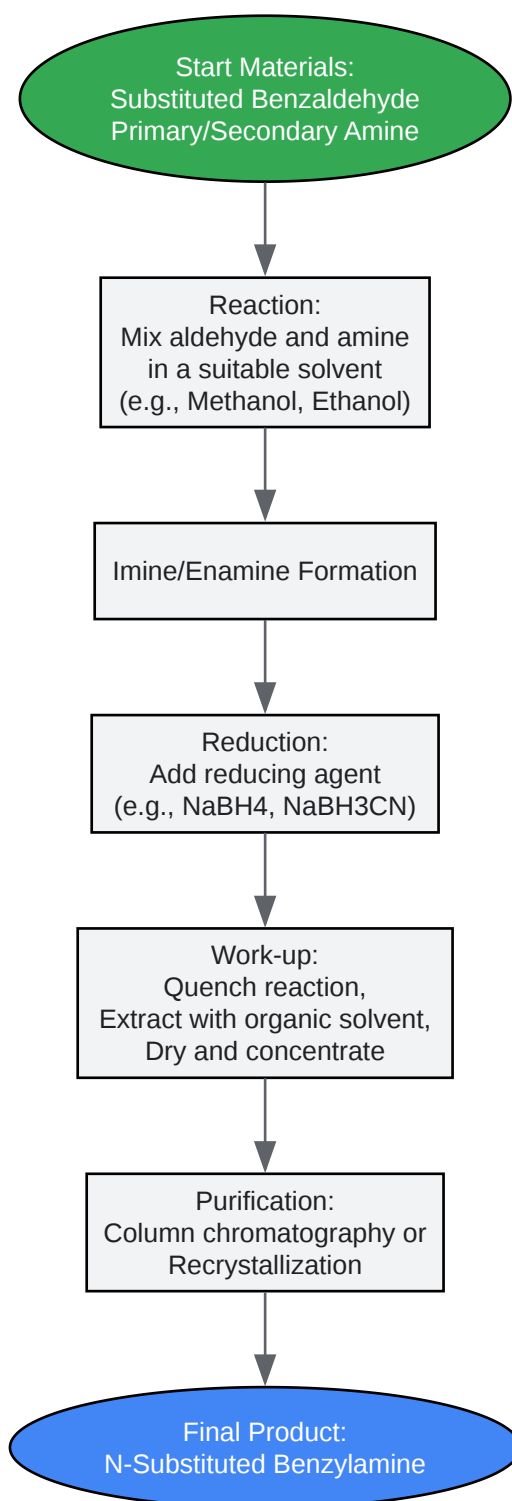 Start Materials:
Substituted Benzaldehyde
Primary/Secondary Amine
Reaction:
Mix aldehyde and amine
in a suitable solvent
(e.g., Methanol, Ethanol)
Imine/Enamine Formation
Reduction:
Add reducing agent
(e.g., NaBH4, NaBH3CN)
Work-up:
Quench reaction,
Extract with organic solvent,
Dry and concentrate
Purification:
Column chromatography or
Recrystallization
Final Product:
N-Substituted Benzylamine